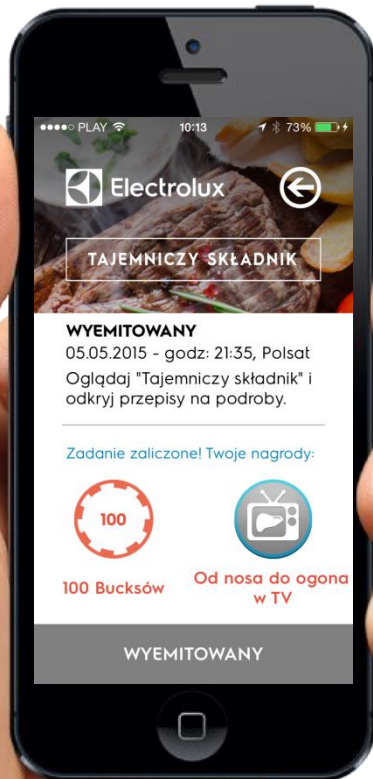 PLAY 10:13 73%
Electrolux
TAJEMNICZY SKŁADNIK
WYEMITOWANY
05.05.2015 - godz: 21:35, Polsat
Oglądaj "Tajemniczy składnik" i
odkryj przepisy na podroby.
Zadanie zaliczone! Twoje nagrody:
100
100 Bucksów
Od nosa do ogona
w TV
WYEMITOWANY